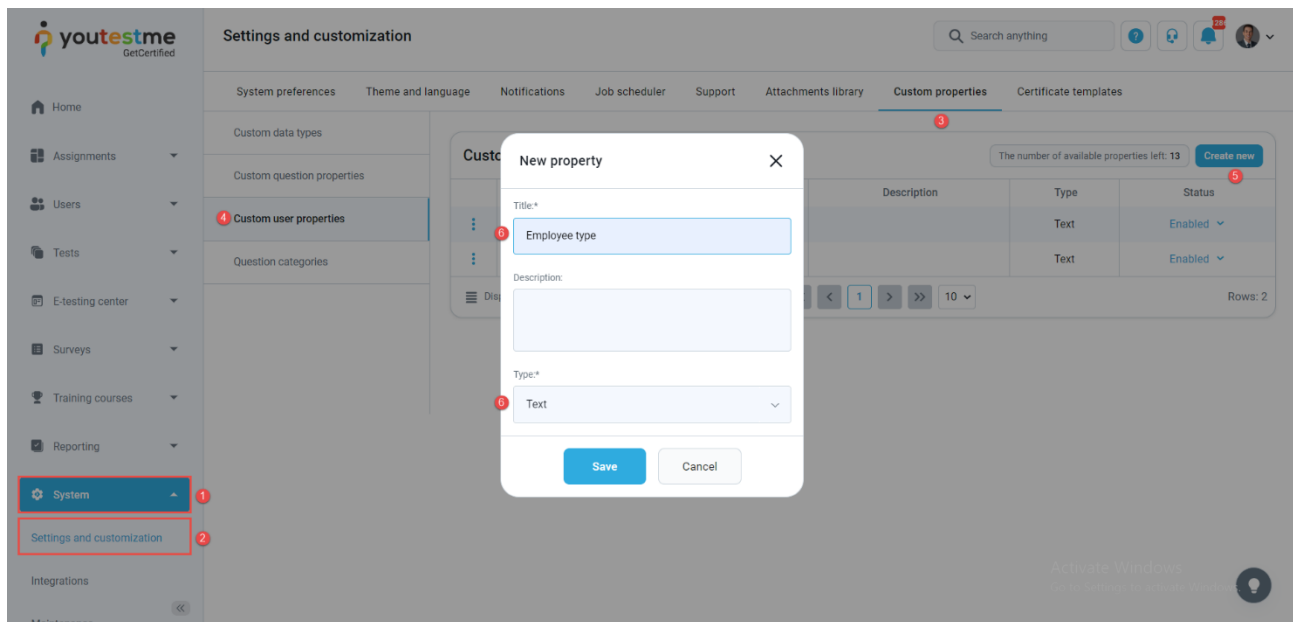 youtestme
GetCertified
Settings and customization
Search anything
?
System preferences
Theme and language
Notifications
Job scheduler
Support
Attachments library
Custom properties
Certificate templates
3
Home
Assignments
Users
Tests
E-testing center
Surveys
Training courses
Reporting
System
1
Settings and customization
2
Integrations
Custom data types
Custom question properties
4
Custom user properties
Question categories
The number of available properties left: 13
Create new
5
Description
Type
Status
Text
Enabled
Text
Enabled
1
10
Rows: 2
New property
Title:*
6
Employee type
Description:
Type:*
6
Text
Save
Cancel
Activate Windows